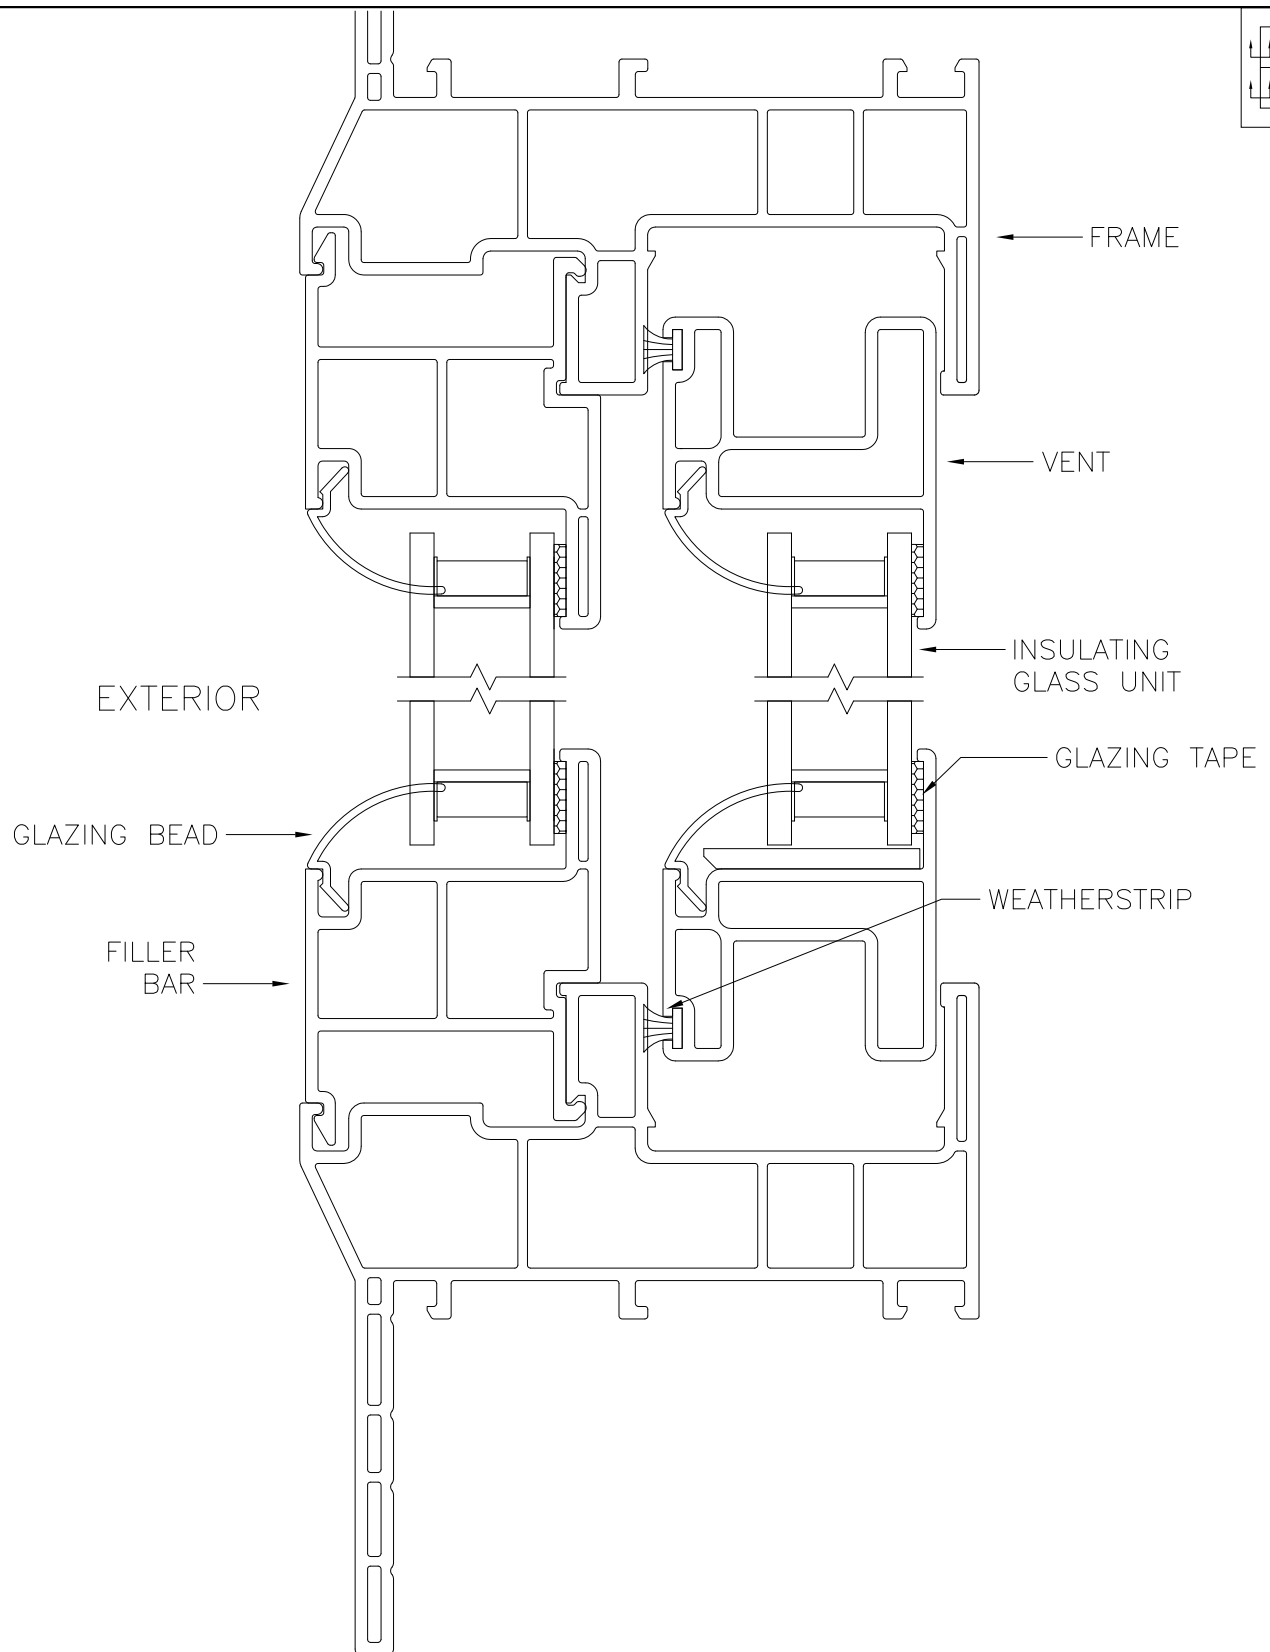 FRAME
VENT
INSULATING
GLASS UNIT
EXTERIOR
GLAZING TAPE
GLAZING BEAD
WEATHERSTRIP
FILLER
BAR